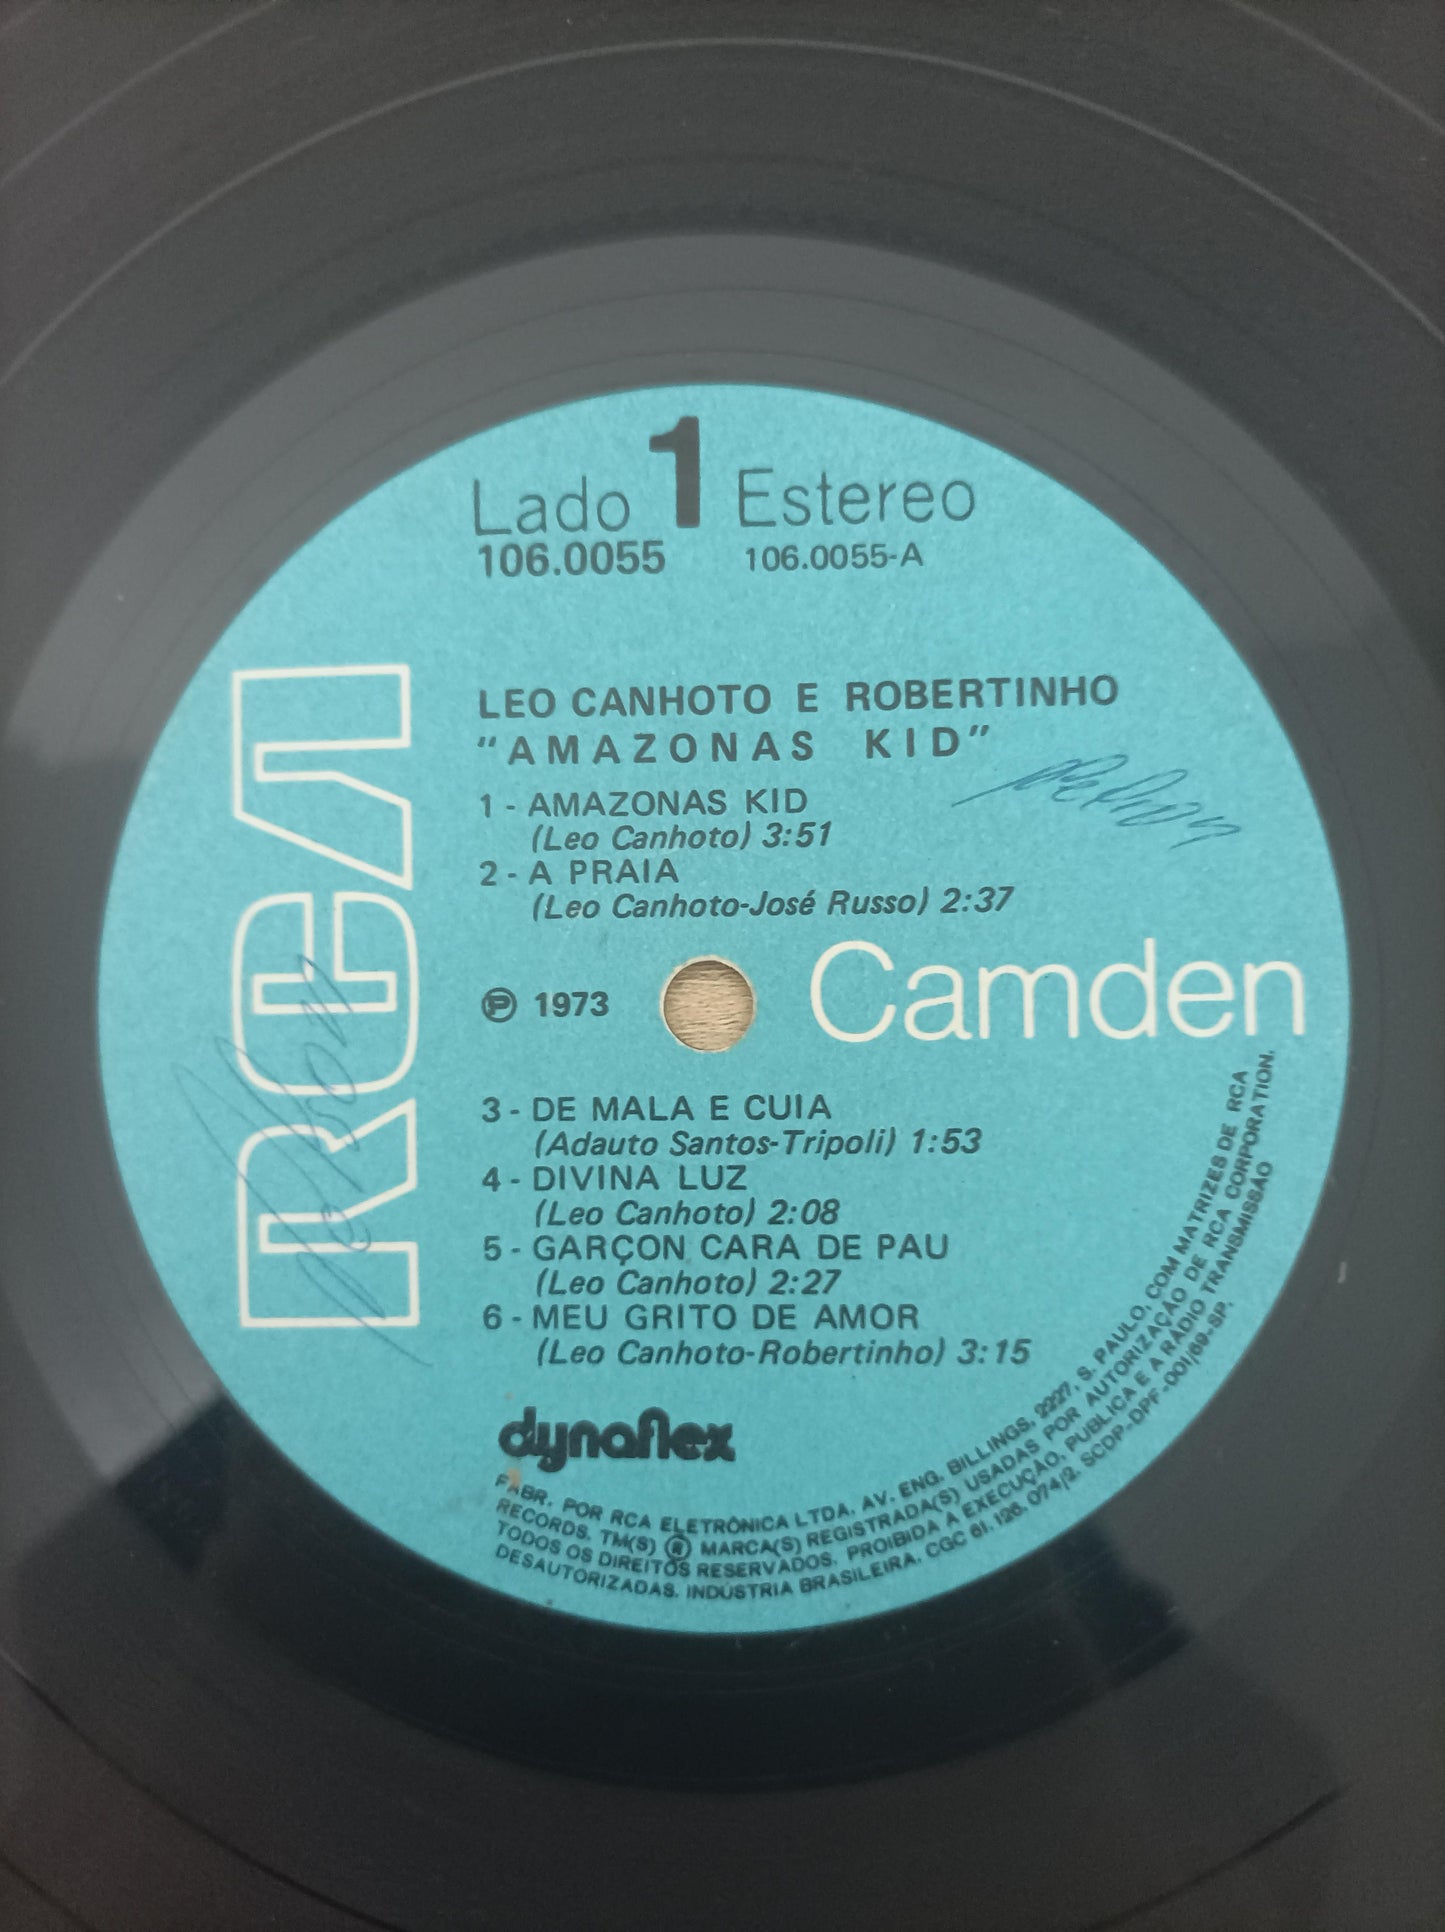 Lado 1 Estereo
106.0055 106.0055-A
RCA
LEO CANHOTO E ROBERTINHO
"AMAZONAS KID"
1 - AMAZONAS KID
(Leo Canhoto) 3:51
2 - A PRAIA
(Leo Canhoto-José Russo) 2:37
℗ 1973
Camden
3 - DE MALA E CUIA
(Adauto Santos-Tripoli) 1:53
4 - DIVINA LUZ
(Leo Canhoto) 2:08
5 - GARÇON CARA DE PAU
(Leo Canhoto) 2:27
6 - MEU GRITO DE AMOR
(Leo Canhoto-Robertinho) 3:15
dynaflex
FABR. POR RCA ELETRÔNICA LTDA. AV. ENG. BILLINGS, 2227, S. PAULO, COM MATRIZES DE RCA
RECORDS. TM(S) ® MARCA(S) REGISTRADA(S) USADAS POR AUTORIZAÇÃO DE RCA CORPORATION.
TODOS OS DIREITOS RESERVADOS. PROIBIDA A EXECUÇÃO, PUBLICA E A RÁDIO TRANSMISSÃO
DESAUTORIZADAS. INDÚSTRIA BRASILEIRA. CGC 61.126.074/2. SCDP-DPF-001/69-SP.